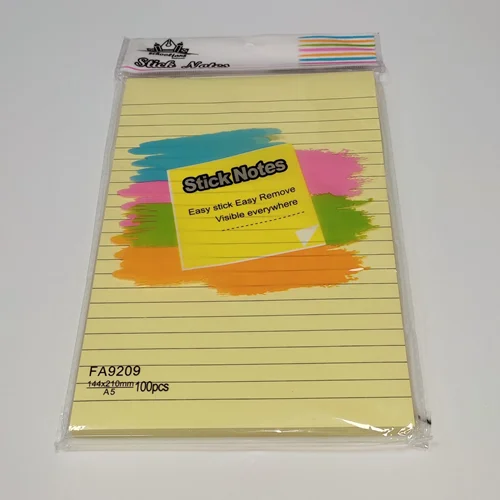 Stick Notes
Stick Notes
Easy stick Easy Remove
Visible everywhere
FA9209
144x210mm 100pcs
A5